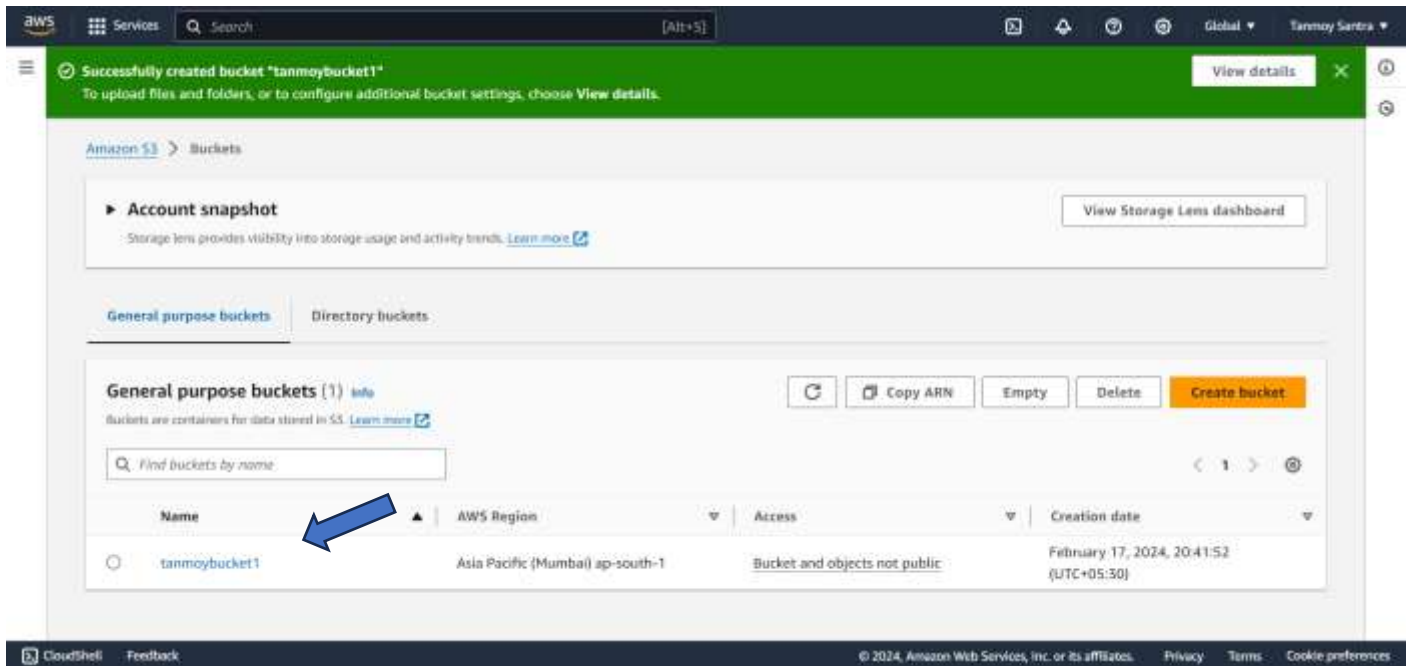 aws Services Search [Alt+S] Global Tanmoy Santra
Successfully created bucket "tanmoybucket1" View details
To upload files and folders, or to configure additional bucket settings, choose View details.
Amazon S3 > Buckets
Account snapshot View Storage Lens dashboard
Storage lens provides visibility into storage usage and activity trends. Learn more
General purpose buckets Directory buckets
General purpose buckets (1) Info Copy ARN Empty Delete Create bucket
Buckets are containers for data stored in S3. Learn more
Find buckets by name 1
Name AWS Region Access Creation date
tanmoybucket1 Asia Pacific (Mumbai) ap-south-1 Bucket and objects not public February 17, 2024, 20:41:52
(UTC+05:30)
CloudShell Feedback © 2024, Amazon Web Services, Inc. or its affiliates. Privacy Terms Cookie preferences